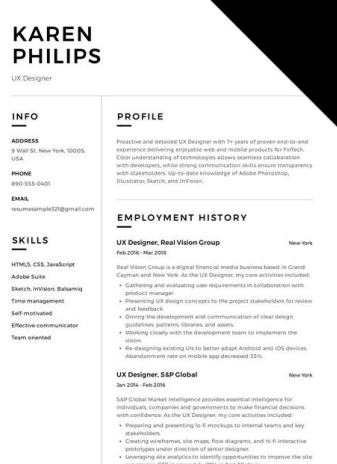 KAREN
PHILIPS
UX Designer
INFO
ADDRESS
9 Wall St, New York, 10005,
USA
PHONE
890-555-0401
EMAIL
resumesample321@gmail.com
SKILLS
HTML5, CSS, JavaScript
Adobe Suite
Sketch, InVision, Balsamiq
Time management
Self-motivated
Effective communicator
Team oriented
PROFILE
Proactive and detailed UX Designer with 7+ years of proven end-to-end
experience delivering enjoyable web and mobile products for FinTech.
Clear understanding of technologies allows seamless collaboration
with developers, while strong communication skills ensure transparency
with stakeholders. Up-to-date knowledge of Adobe Photoshop,
Illustrator, Sketch, and InVision.
EMPLOYMENT HISTORY
UX Designer, Real Vision Group New York
Feb 2016 - Mar 2018
Real Vision Group is a digital financial media business based in Grand
Cayman and New York. As the UX Designer, my core activities included:
• Gathering and evaluating user requirements in collaboration with
product manager.
• Presenting UX design concepts to the project stakeholders for review
and feedback.
• Driving the development and communication of clear design
guidelines, patterns, libraries, and assets.
• Working closely with the development team to implement the
vision.
• Re-designing existing UIs to better adapt Android and iOS devices.
Abandonment rate on mobile app decreased 35%.
UX Designer, S&P Global New York
Jan 2014 - Feb 2016
S&P Global Market Intelligence provides essential intelligence for
individuals, companies and governments to make financial decisions
with confidence. As the UX Designer, my core activities included:
• Preparing and presenting lo-fi mockups to internal teams and key
stakeholders.
• Creating wireframes, site maps, flow diagrams, and hi-fi interactive
prototypes under direction of senior designer.
• Leveraging site analytics to identify opportunities to improve the site